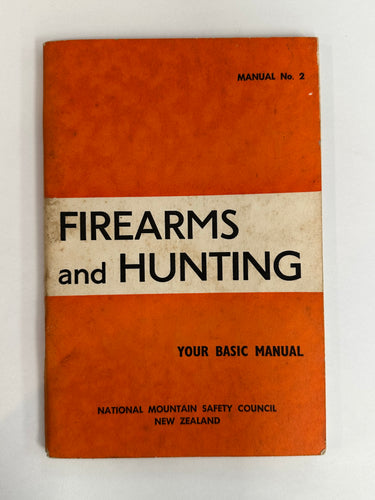 MANUAL No. 2
FIREARMS
and HUNTING
YOUR BASIC MANUAL
NATIONAL MOUNTAIN SAFETY COUNCIL
NEW ZEALAND